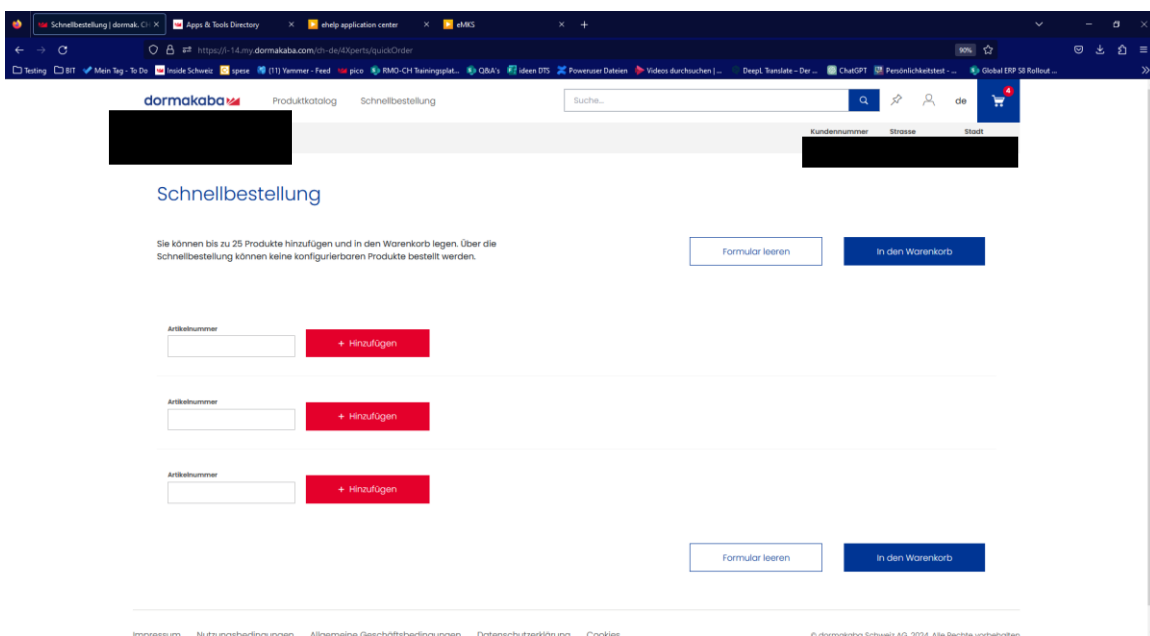 Schnellbestellung | dormak. CH
Apps & Tools Directory
ehelp application center
eMKS
https://i-14.my.dormakaba.com/ch-de/4Xperts/quickOrder
90%
Testing
BIT
Mein Tag - To Do
Inside Schweiz
spese
(11) Yammer - Feed
pico
RMO-CH Trainingsplat...
Q&A's
ideen DTS
Poweruser Dateien
Videos durchsuchen | ...
DeepL Translate – Der ...
ChatGPT
Persönlichkeitstest - ...
Global ERP S8 Rollout ...
dormakaba
Produktkatalog
Schnellbestellung
Suche...
de
4
Kundennummer
Strasse
Stadt
Schnellbestellung
Sie können bis zu 25 Produkte hinzufügen und in den Warenkorb legen. Über die
Schnellbestellung können keine konfigurierbaren Produkte bestellt werden.
Formular leeren
In den Warenkorb
Artikelnummer
+ Hinzufügen
Artikelnummer
+ Hinzufügen
Artikelnummer
+ Hinzufügen
Formular leeren
In den Warenkorb
Impressum
Nutzungsbedingungen
Allgemeine Geschäftsbedingungen
Datenschutzerklärung
Cookies
© dormakaba Schweiz AG, 2024, Alle Rechte vorbehalten